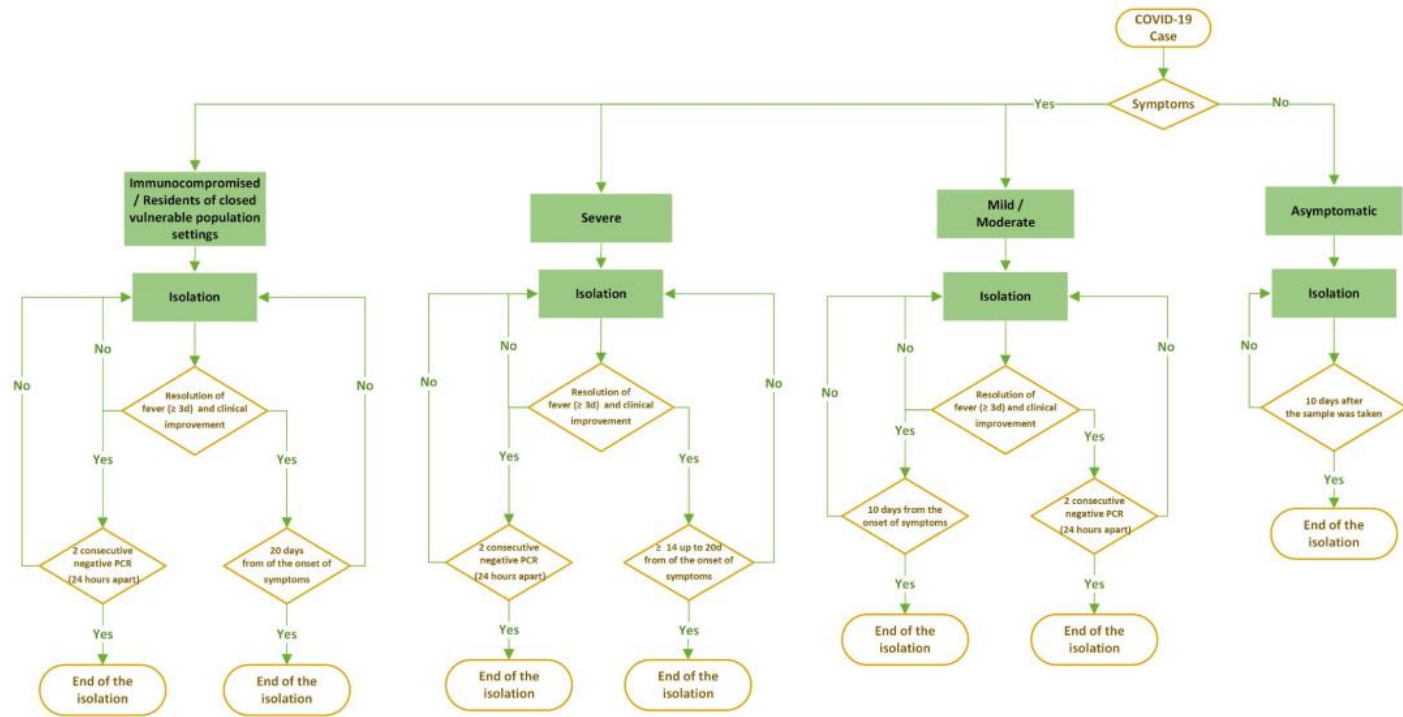 COVID-19
Case
Symptoms
Yes
No
Immunocompromised
/ Residents of closed
vulnerable population
settings
Isolation
No
No
No
Resolution of
fever (≥ 3d) and clinical
improvement
Yes
Yes
2 consecutive
negative PCR
(24 hours apart)
20 days
from of the onset of
symptoms
Yes
Yes
End of the
isolation
End of the
isolation
Severe
Isolation
No
No
No
Resolution of
fever (≥ 3d) and clinical
improvement
Yes
Yes
2 consecutive
negative PCR
(24 hours apart)
≥ 14 up to 20d
from of the onset of
symptoms
Yes
Yes
End of the
isolation
End of the
isolation
Mild /
Moderate
Isolation
No
No
No
Resolution of
fever (≥ 3d) and clinical
improvement
Yes
Yes
10 days from the
onset of symptoms
2 consecutive
negative PCR
(24 hours apart)
Yes
Yes
End of the
isolation
End of the
isolation
Asymptomatic
Isolation
No
10 days after
the sample was taken
Yes
End of the
isolation